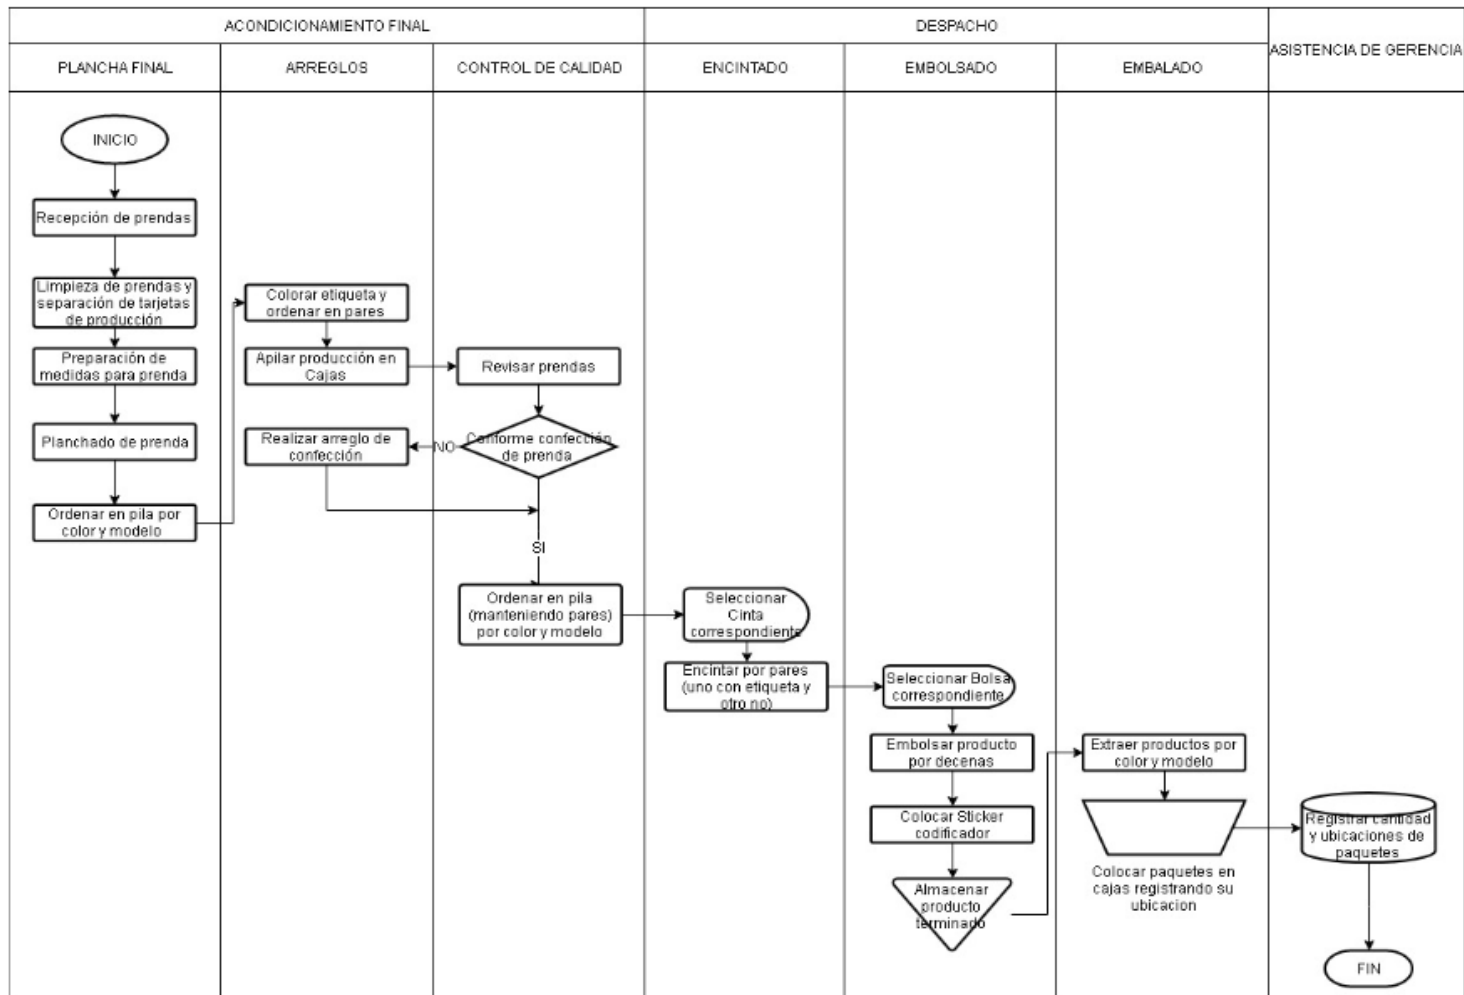 ACONDICIONAMIENTO FINAL
DESPACHO
ASISTENCIA DE GERENCIA
PLANCHA FINAL
ARREGLOS
CONTROL DE CALIDAD
ENCINTADO
EMBOLSADO
EMBALADO
INICIO
Recepción de prendas
Limpieza de prendas y
separación de tarjetas
de producción
Preparación de
medidas para prenda
Planchado de prenda
Ordenar en pila por
color y modelo
Colorar etiqueta y
ordenar en pares
Apilar producción en
Cajas
Realizar arreglo de
confección
Revisar prendas
Conforme confección
de prenda
NO
SI
Ordenar en pila
(manteniendo pares)
por color y modelo
Seleccionar
Cinta
correspondiente
Encintar por pares
(uno con etiqueta y
otro no)
Seleccionar Bolsa
correspondiente
Embolsar producto
por decenas
Colocar Sticker
codificador
Almacenar
producto
terminado
Extraer productos por
color y modelo
Colocar paquetes en
cajas registrando su
ubicacion
Registrar cantidad
y ubicaciones de
paquetes
FIN